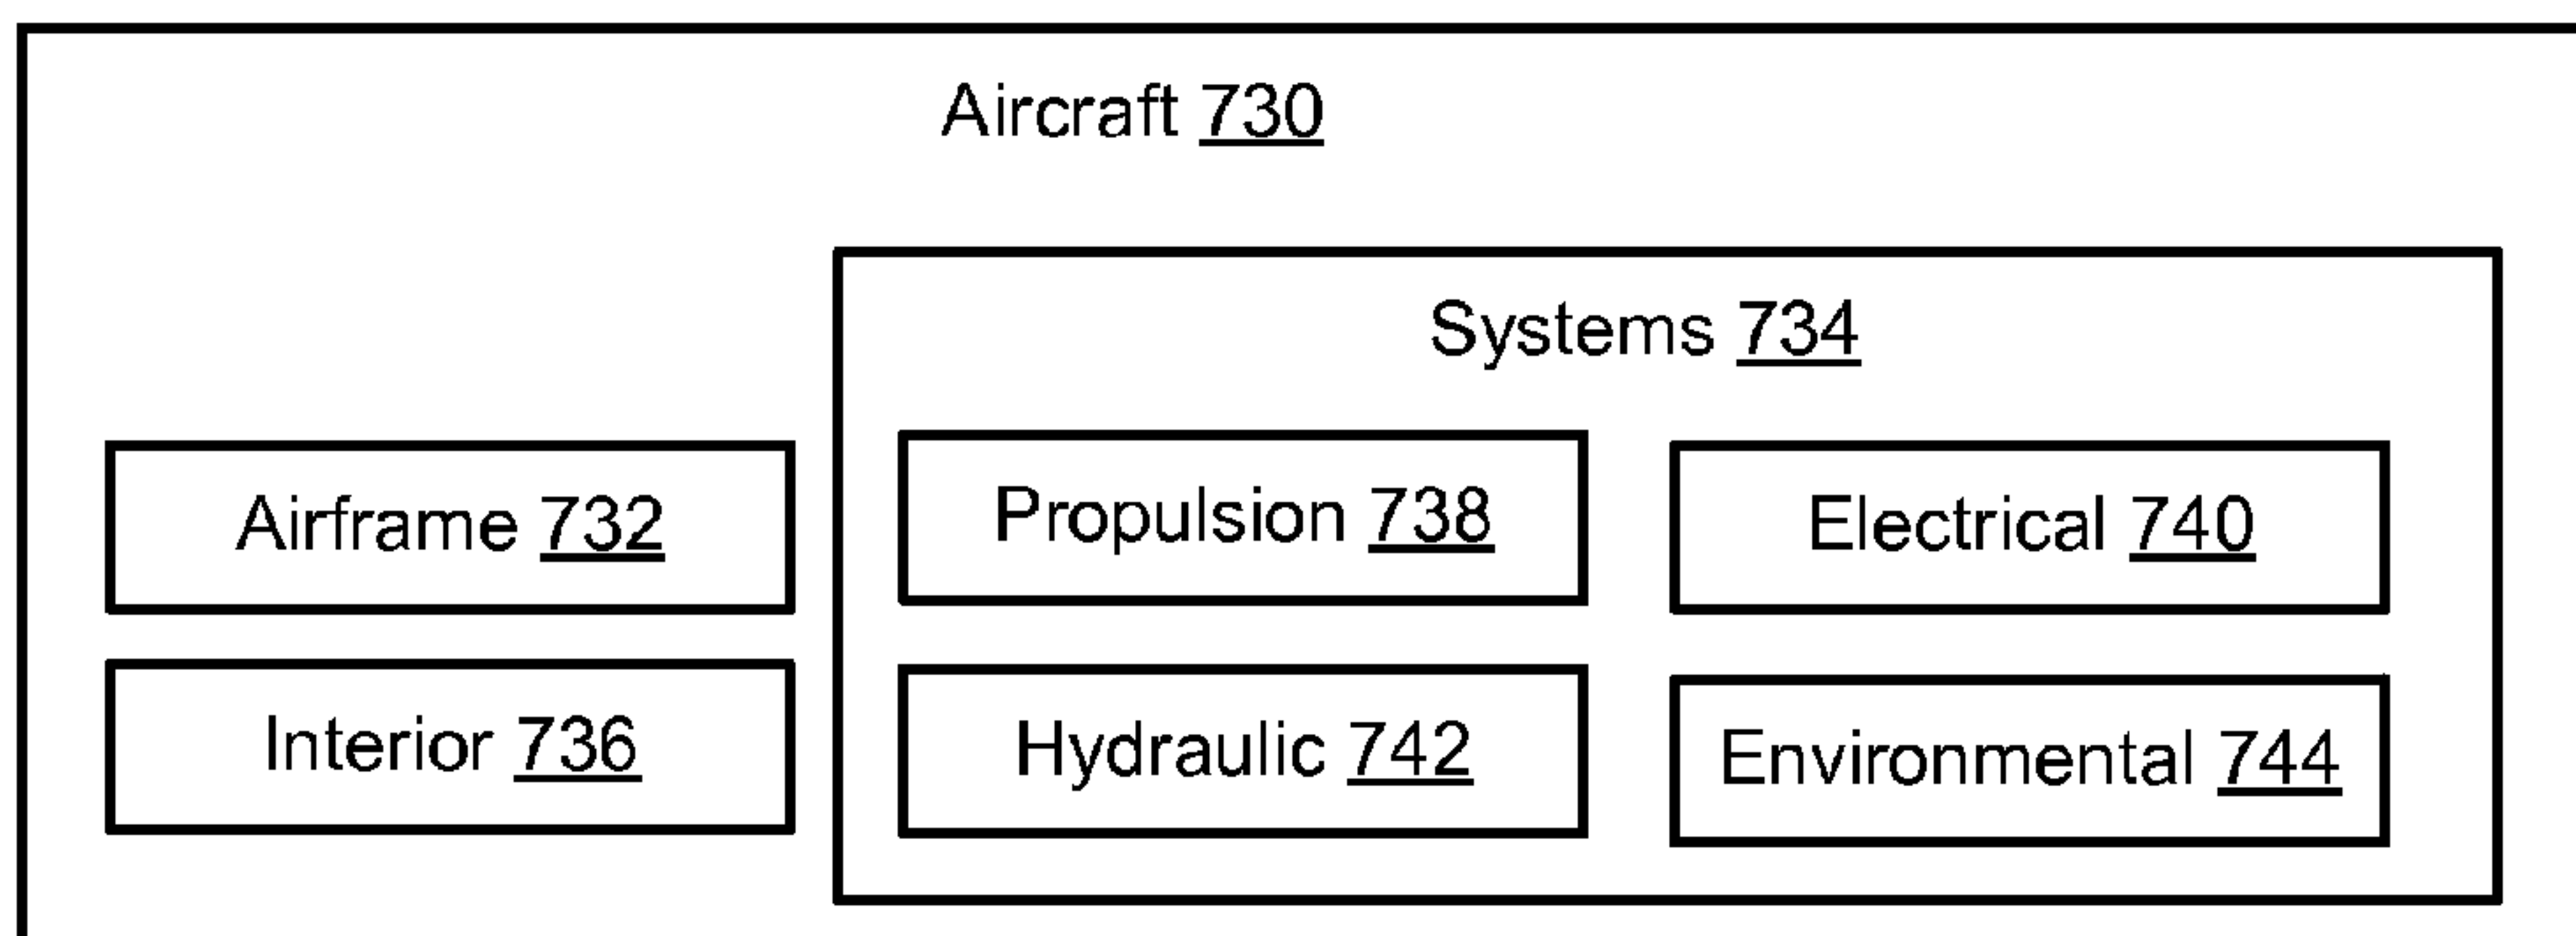 Aircraft 730
Systems 734
Airframe 732
Propulsion 738
Electrical 740
Interior 736
Hydraulic 742
Environmental 744